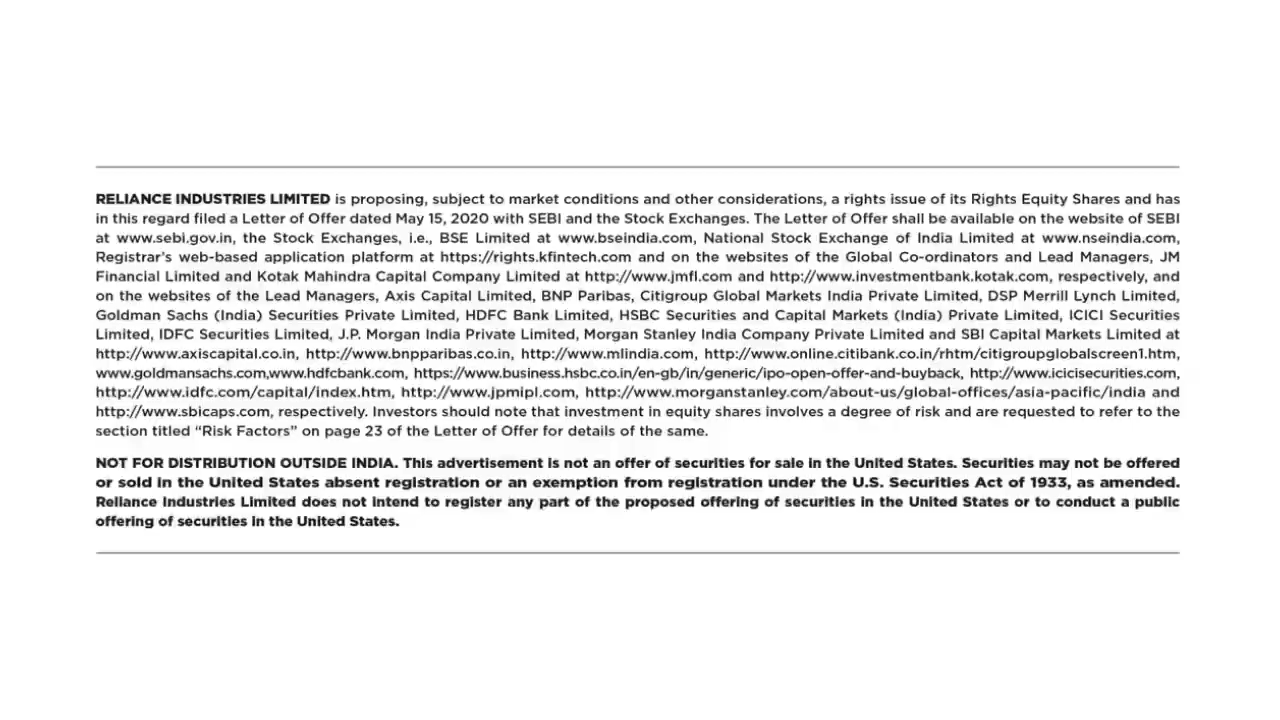 RELIANCE INDUSTRIES LIMITED is proposing, subject to market conditions and other considerations, a rights issue of its Rights Equity Shares and has
in this regard filed a Letter of Offer dated May 15, 2020 with SEBI and the Stock Exchanges. The Letter of Offer shall be available on the website of SEBI
at www.sebi.gov.in, the Stock Exchanges, i.e., BSE Limited at www.bseindia.com, National Stock Exchange of India Limited at www.nseindia.com,
Registrar's web-based application platform at https://rights.kfintech.com and on the websites of the Global Co-ordinators and Lead Managers, JM
Financial Limited and Kotak Mahindra Capital Company Limited at http://www.jmfl.com and http://www.investmentbank.kotak.com, respectively, and
on the websites of the Lead Managers, Axis Capital Limited, BNP Paribas, Citigroup Global Markets India Private Limited, DSP Merrill Lynch Limited,
Goldman Sachs (India) Securities Private Limited, HDFC Bank Limited, HSBC Securities and Capital Markets (India) Private Limited, ICICI Securities
Limited, IDFC Securities Limited, J.P. Morgan India Private Limited, Morgan Stanley India Company Private Limited and SBI Capital Markets Limited at
http://www.axiscapital.co.in, http://www.bnpparibas.co.in, http://www.mlindia.com, http://www.online.citibank.co.in/rhtm/citigroupglobalscreen1.htm,
www.goldmansachs.com,www.hdfcbank.com, https://www.business.hsbc.co.in/en-gb/in/generic/ipo-open-offer-and-buyback, http://www.icicisecurities.com,
http://www.idfc.com/capital/index.htm, http://www.jpmipl.com, http://www.morganstanley.com/about-us/global-offices/asia-pacific/india and
http://www.sbicaps.com, respectively. Investors should note that investment in equity shares involves a degree of risk and are requested to refer to the
section titled “Risk Factors” on page 23 of the Letter of Offer for details of the same.
NOT FOR DISTRIBUTION OUTSIDE INDIA. This advertisement is not an offer of securities for sale in the United States. Securities may not be offered
or sold in the United States absent registration or an exemption from registration under the U.S. Securities Act of 1933, as amended.
Reliance Industries Limited does not intend to register any part of the proposed offering of securities in the United States or to conduct a public
offering of securities in the United States.